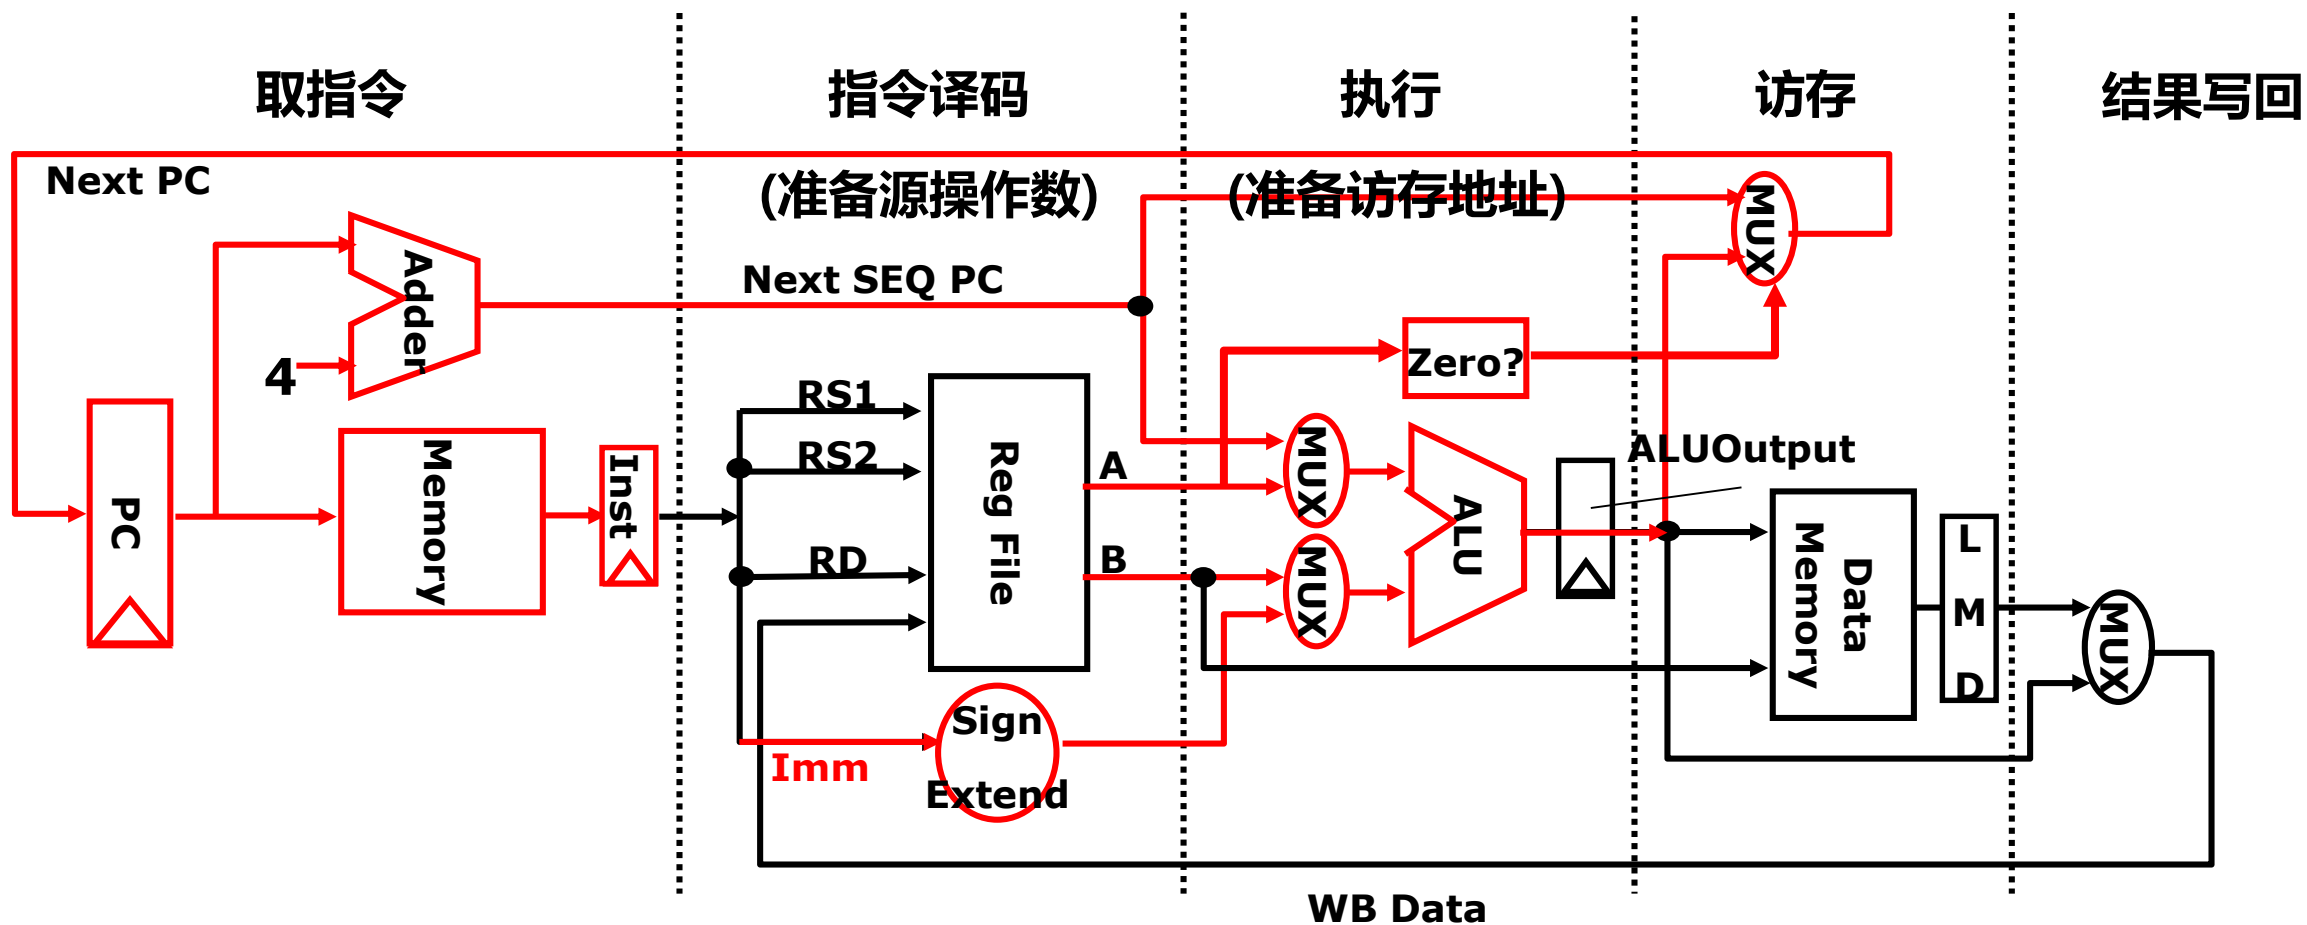 取指令
指令译码
执行
访存
结果写回
Next PC
(准备源操作数)
(准备访存地址)
MUX
Adder
Next SEQ PC
4
Zero?
PC
Memory
Inst
RS1
RS2
RD
Reg File
A
B
MUX
MUX
ALU
ALUOutput
Data
Memory
L
M
D
MUX
Sign
Extend
Imm
WB Data